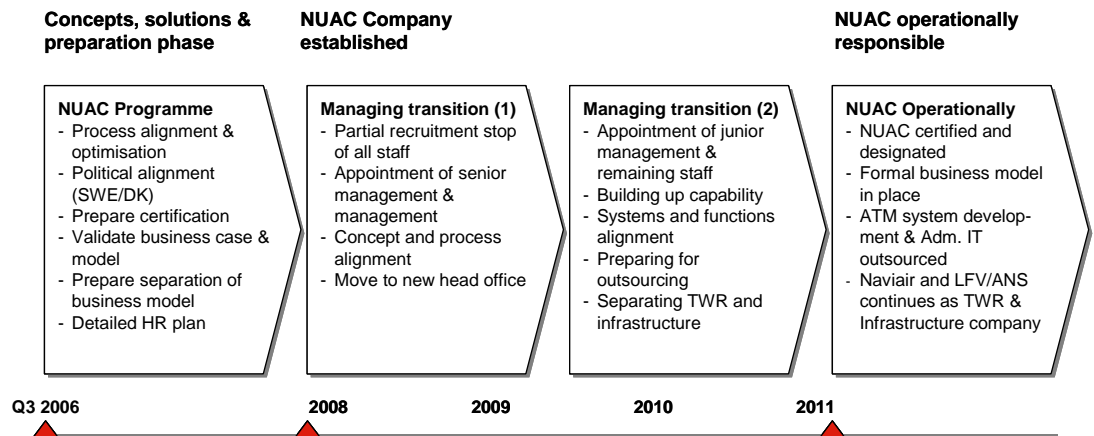 Concepts, solutions &
preparation phase
NUAC Company
established
NUAC operationally
responsible
NUAC Programme
- Process alignment &
optimisation
- Political alignment
(SWE/DK)
- Prepare certification
- Validate business case &
model
- Prepare separation of
business model
- Detailed HR plan
Managing transition (1)
- Partial recruitment stop
of all staff
- Appointment of senior
management &
management
- Concept and process
alignment
- Move to new head office
Managing transition (2)
- Appointment of junior
management &
remaining staff
- Building up capability
- Systems and functions
alignment
- Preparing for
outsourcing
- Separating TWR and
infrastructure
NUAC Operationally
- NUAC certified and
designated
- Formal business model
in place
- ATM system develop-
ment & Adm. IT
outsourced
- Naviair and LFV/ANS
continues as TWR &
Infrastructure company
Q3 2006
2008
2009
2010
2011